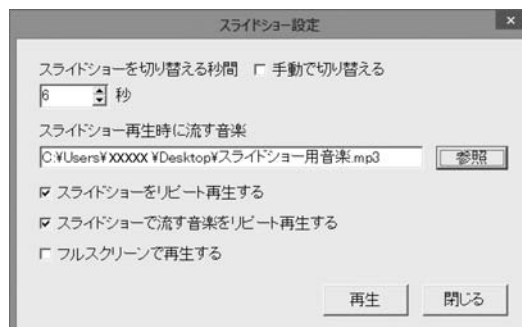 スライドショー設定
スライドショーを切り替える秒間 手動で切り替える
6 秒
スライドショー再生時に流す音楽
C:¥Users¥XXXXX¥Desktop¥スライドショー用音楽.mp3 参照
スライドショーをリピート再生する
スライドショーで流す音楽をリピート再生する
フルスクリーンで再生する
再生 閉じる